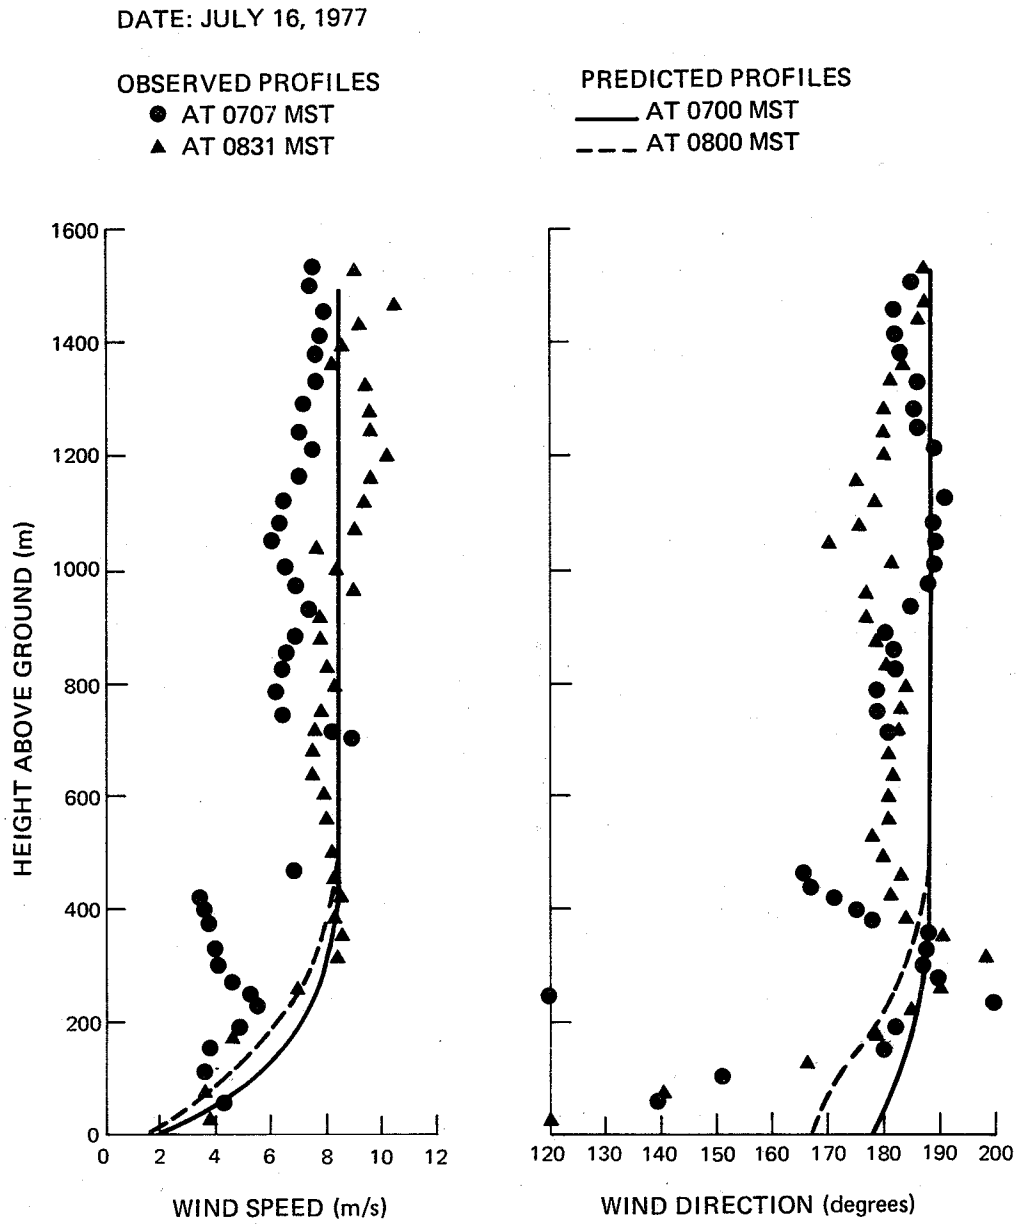 DATE: JULY 16, 1977
OBSERVED PROFILES
AT 0707 MST
AT 0831 MST
PREDICTED PROFILES
AT 0700 MST
AT 0800 MST
HEIGHT ABOVE GROUND (m)
1600
1400
1200
1000
800
600
400
200
0
0 2 4 6 8 10 12
WIND SPEED (m/s)
120 130 140 150 160 170 180 190 200
WIND DIRECTION (degrees)